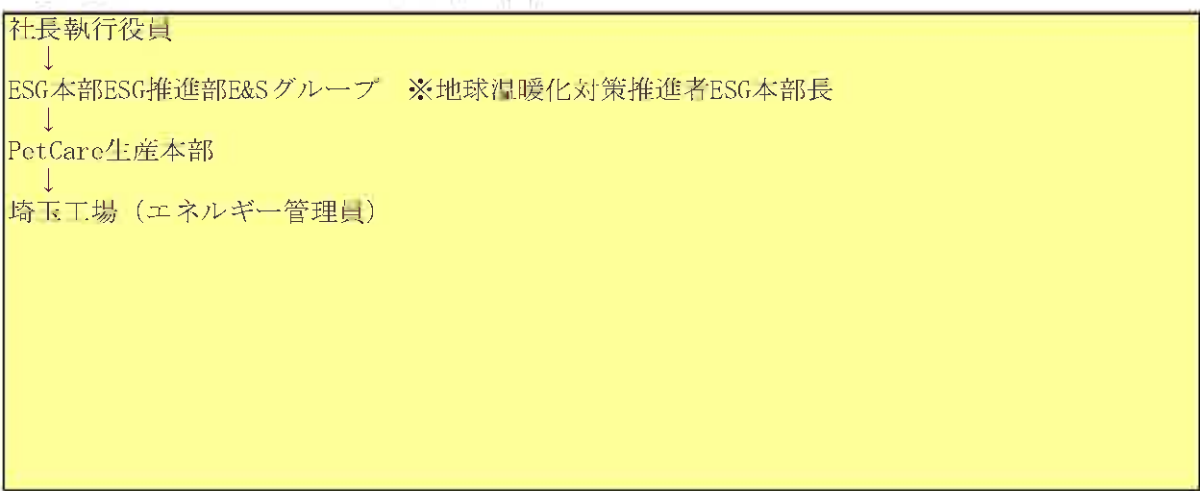 社長執行役員
↓
ESG本部ESG推進部E&Sグループ　※地球温暖化対策推進者ESG本部長
↓
PetCare生産本部
↓
埼玉工場（エネルギー管理員）